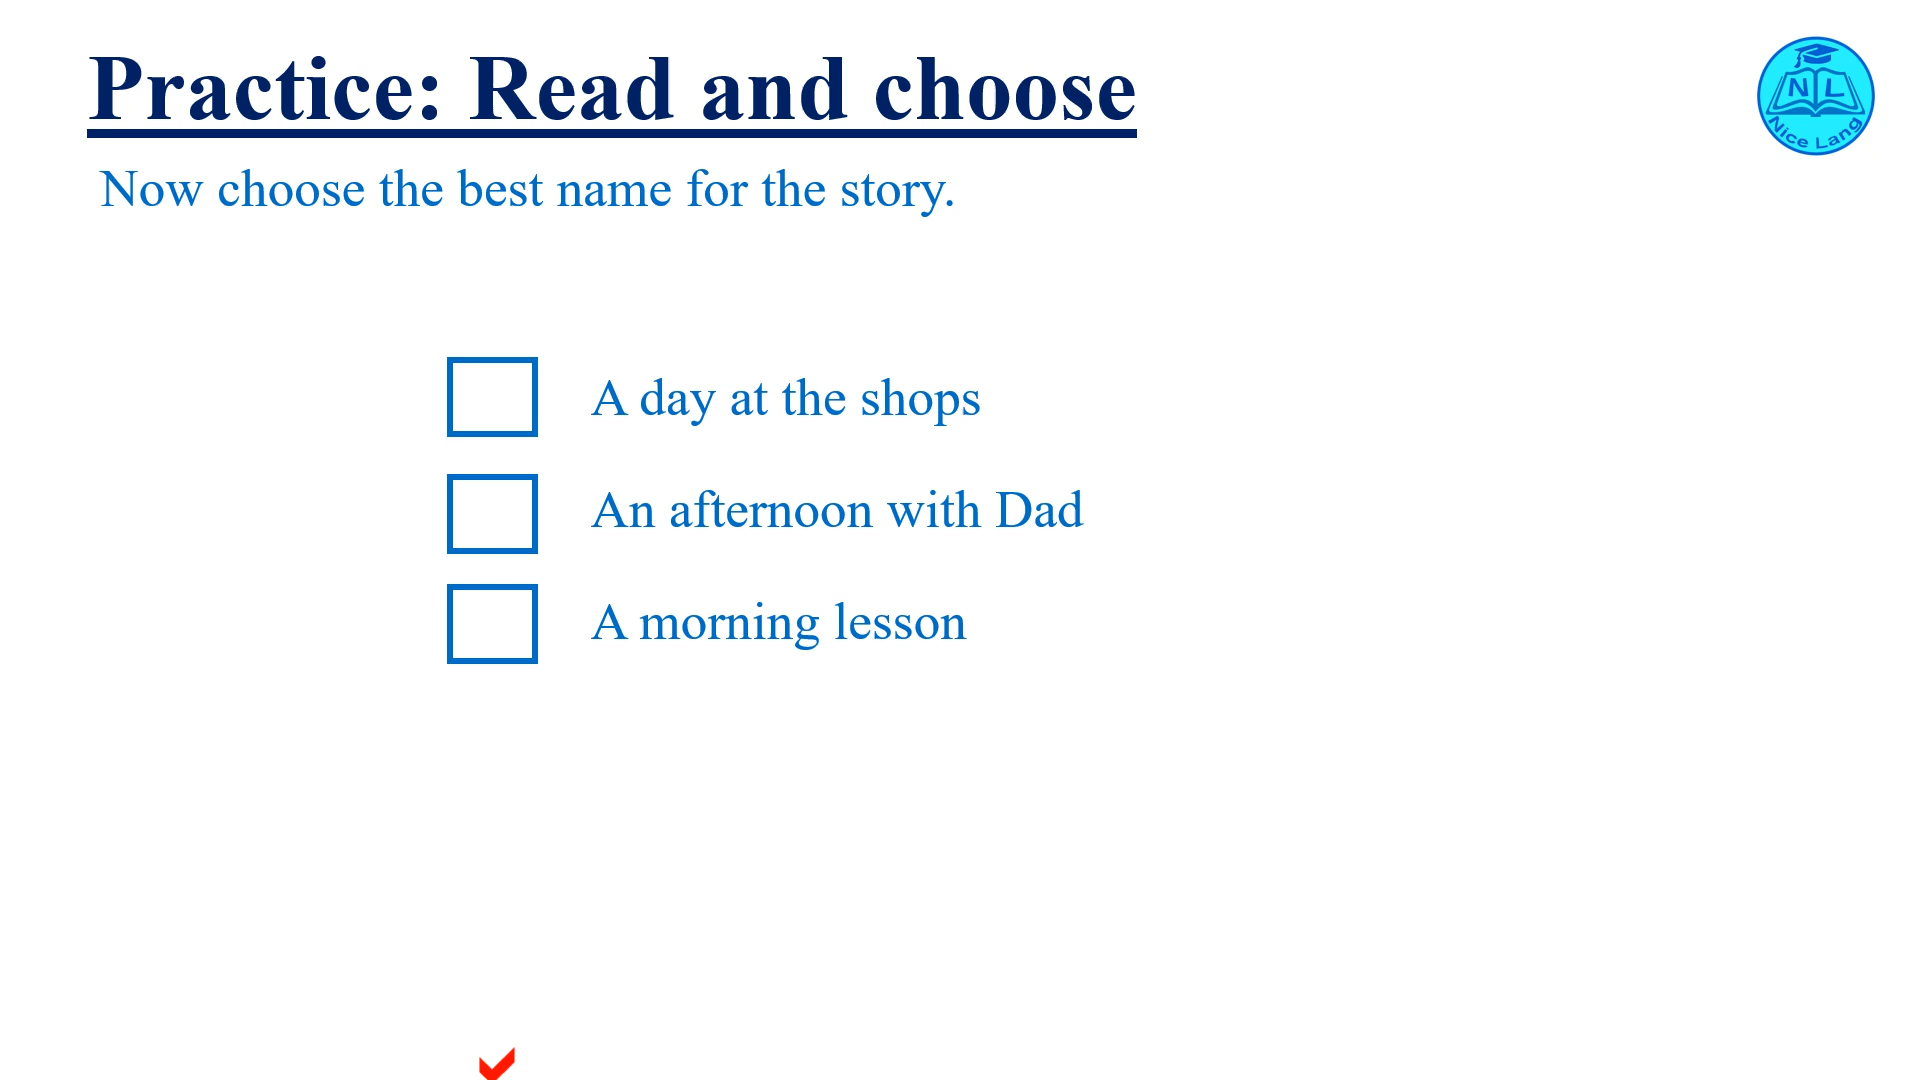 Practice: Read and choose
N L
Nice Lang
Now choose the best name for the story.
A day at the shops
An afternoon with Dad
A morning lesson